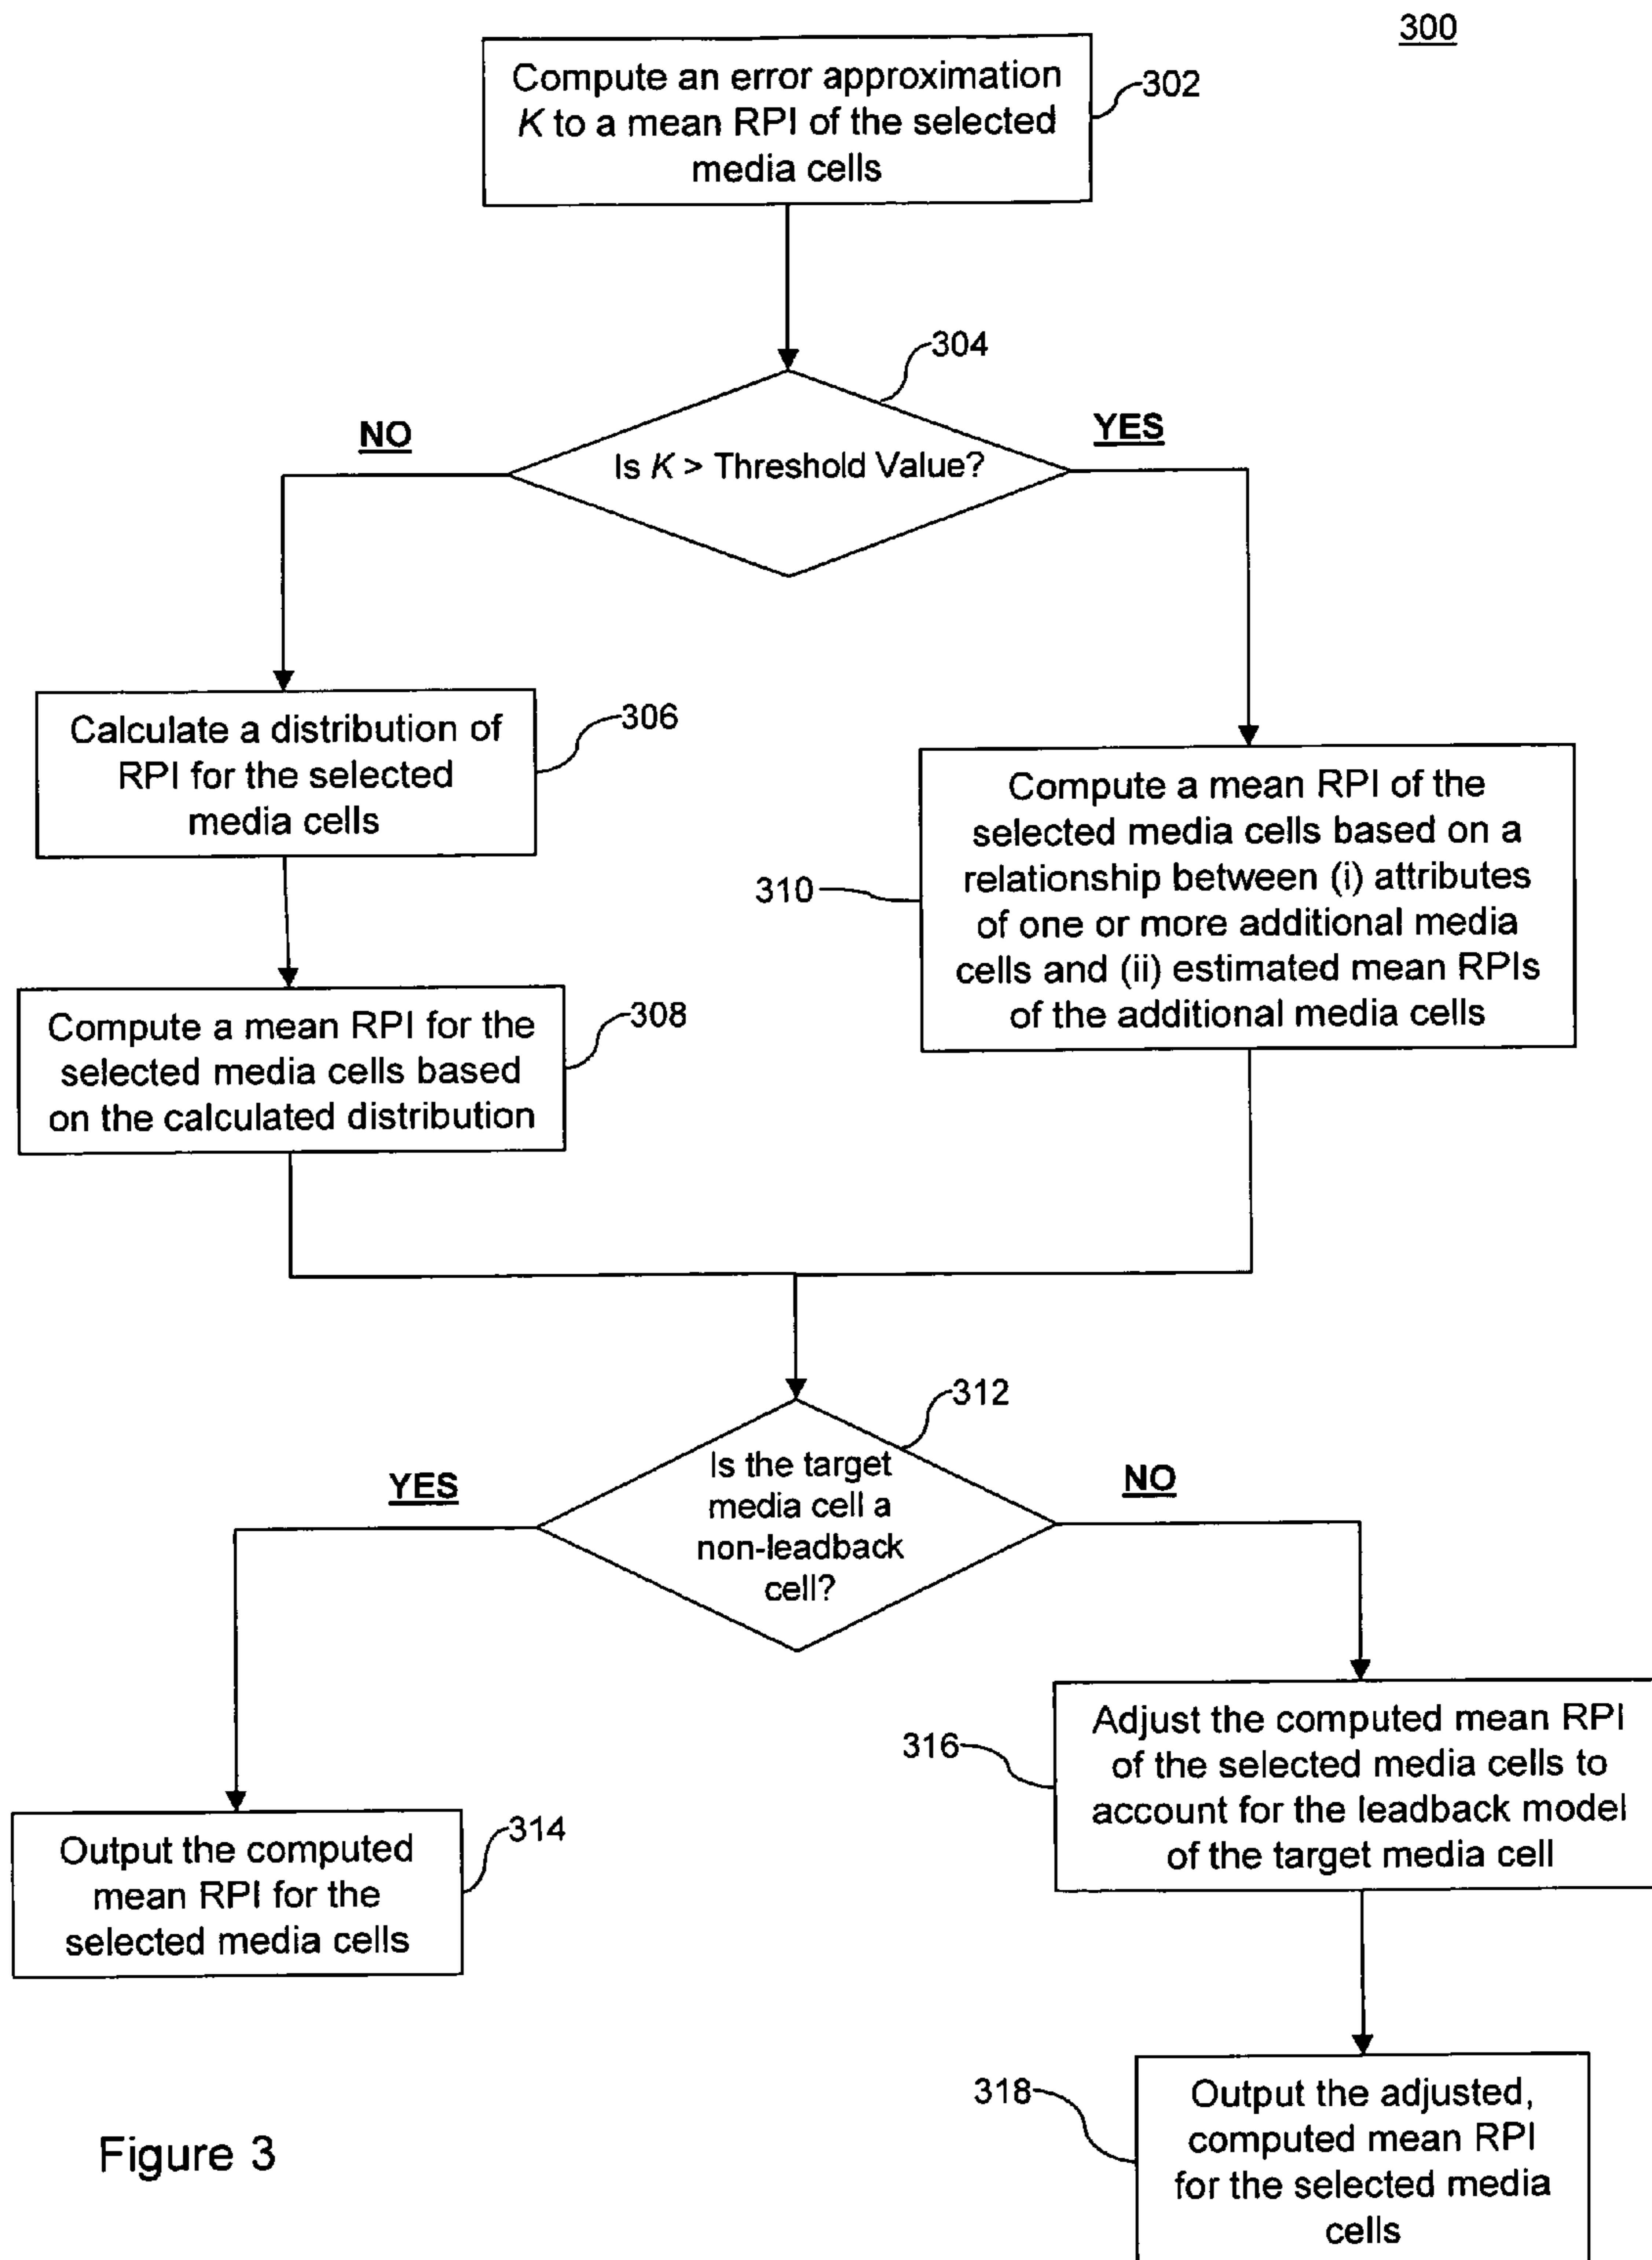 300
Compute an error approximation
K to a mean RPI of the selected
media cells
302
304
NO
YES
Is K > Threshold Value?
Calculate a distribution of
RPI for the selected
media cells
306
Compute a mean RPI of the
selected media cells based on a
relationship between (i) attributes
of one or more additional media
cells and (ii) estimated mean RPIs
of the additional media cells
310
Compute a mean RPI for the
selected media cells based
on the calculated distribution
308
312
YES
NO
Is the target
media cell a
non-leadback
cell?
316
Adjust the computed mean RPI
of the selected media cells to
account for the leadback model
of the target media cell
Output the computed
mean RPI for the
selected media cells
314
318
Output the adjusted,
computed mean RPI
for the selected media
cells
Figure 3